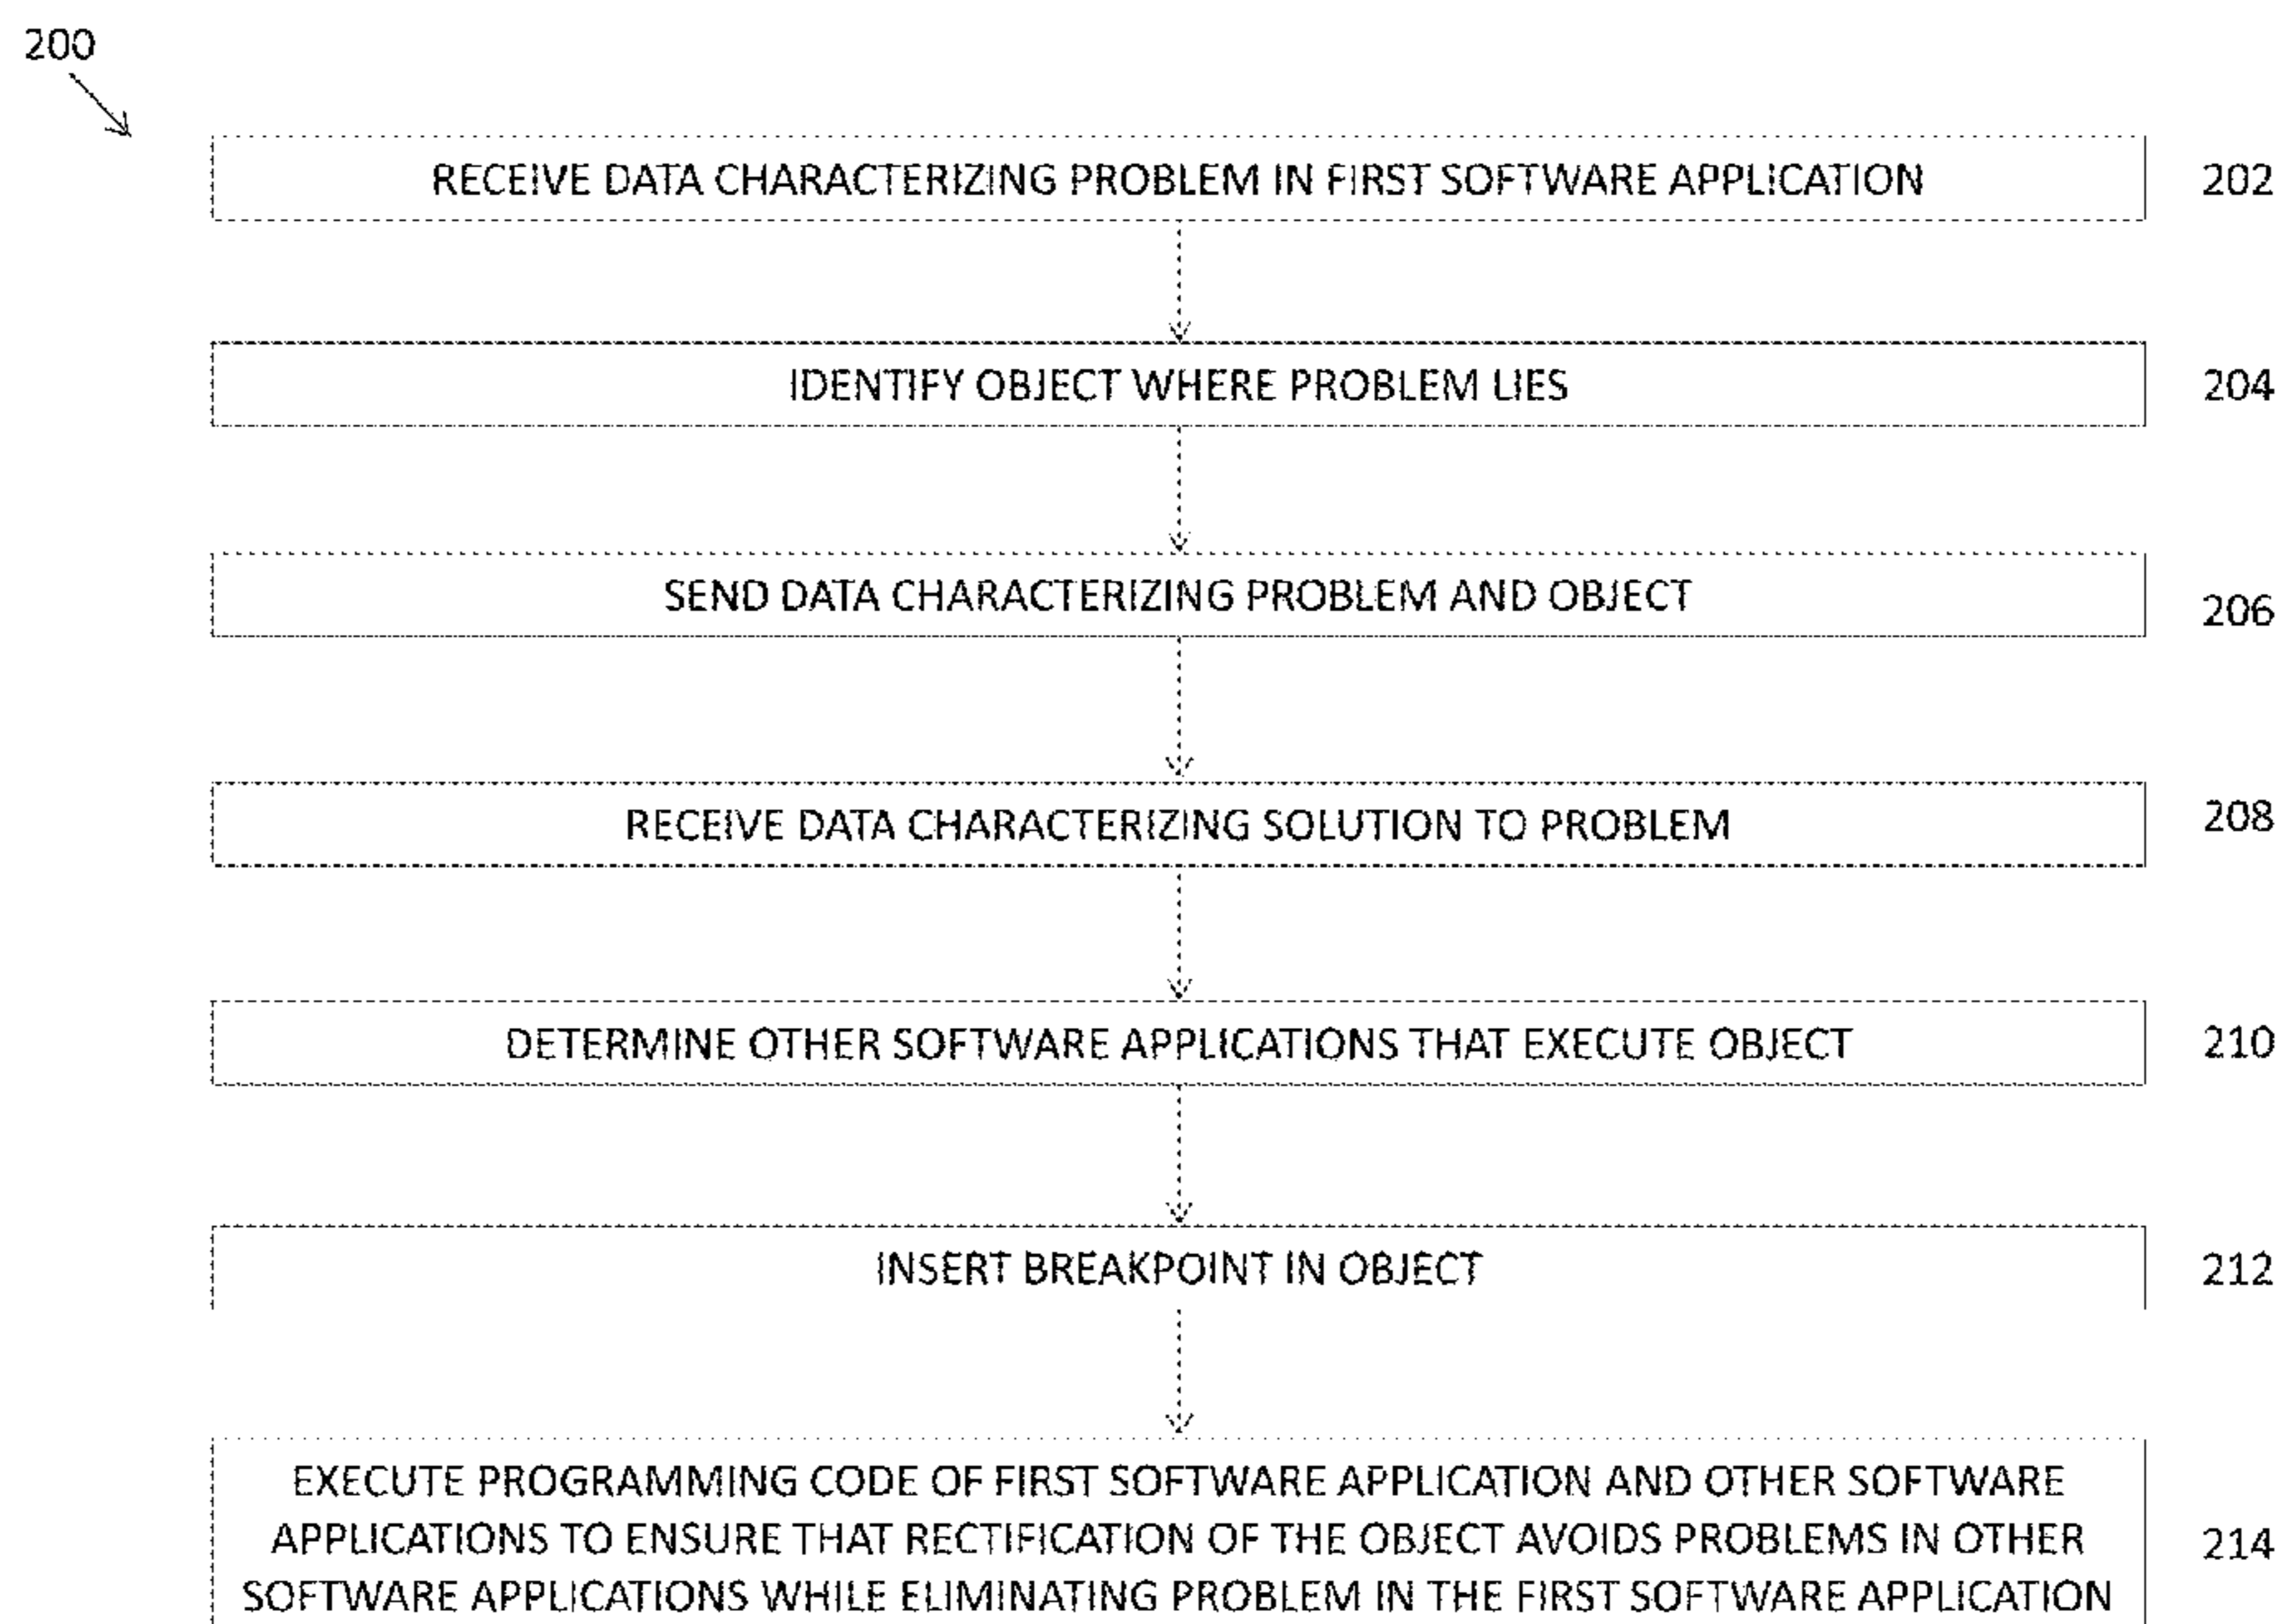 200
RECEIVE DATA CHARACTERIZING PROBLEM IN FIRST SOFTWARE APPLICATION 202
IDENTIFY OBJECT WHERE PROBLEM LIES 204
SEND DATA CHARACTERIZING PROBLEM AND OBJECT 206
RECEIVE DATA CHARACTERIZING SOLUTION TO PROBLEM 208
DETERMINE OTHER SOFTWARE APPLICATIONS THAT EXECUTE OBJECT 210
INSERT BREAKPOINT IN OBJECT 212
EXECUTE PROGRAMMING CODE OF FIRST SOFTWARE APPLICATION AND OTHER SOFTWARE
APPLICATIONS TO ENSURE THAT RECTIFICATION OF THE OBJECT AVOIDS PROBLEMS IN OTHER 214
SOFTWARE APPLICATIONS WHILE ELIMINATING PROBLEM IN THE FIRST SOFTWARE APPLICATION